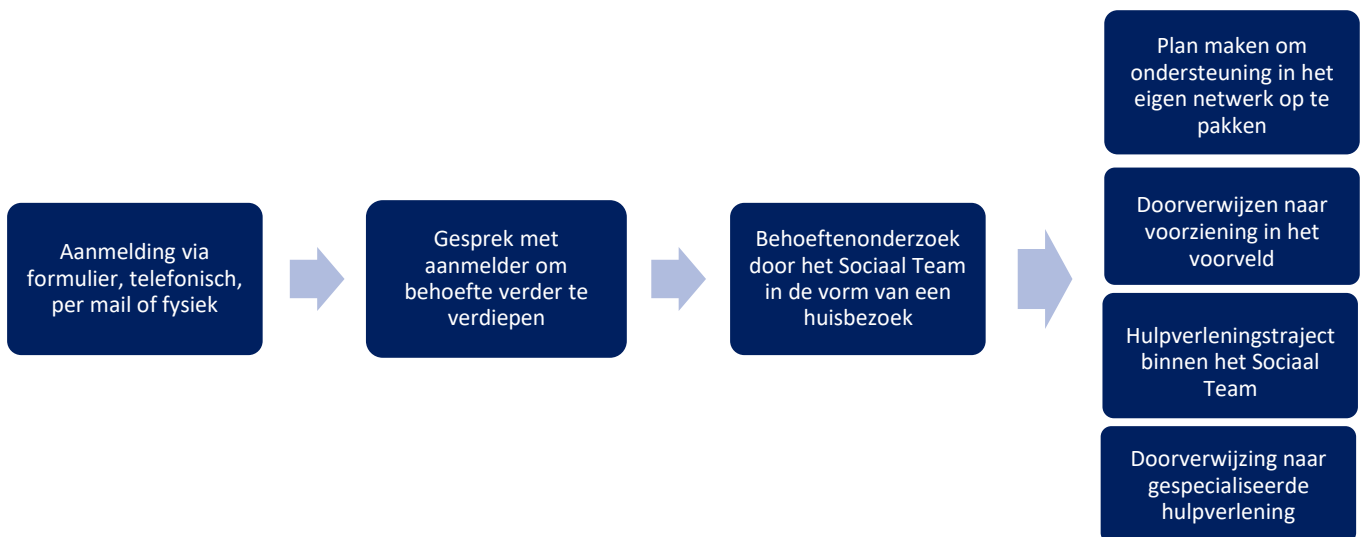 Aanmelding via
formulier, telefonisch,
per mail of fysiek
Gesprek met
aanmelder om
behoefte verder te
verdiepen
Behoeftenonderzoek
door het Sociaal Team
in de vorm van een
huisbezoek
Plan maken om
ondersteuning in het
eigen netwerk op te
pakken
Doorverwijzen naar
voorziening in het
voorveld
Hulpverleningstraject
binnen het Sociaal
Team
Doorverwijzing naar
gespecialiseerde
hulpverlening